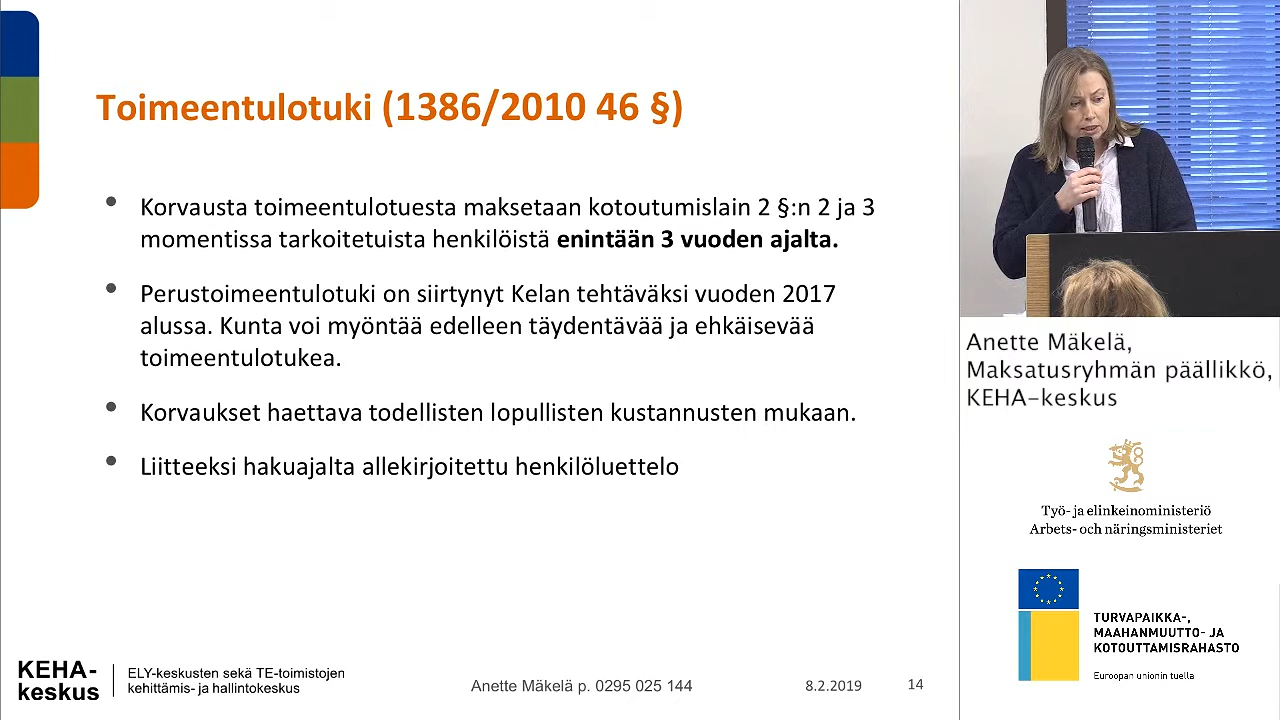 Toimeentulotuki (1386/2010 46 §)
• Korvausta toimeentulotuesta maksetaan kotoutumislain 2 §:n 2 ja 3
momentissa tarkoitetuista henkilöistä enintään 3 vuoden ajalta.
• Perustoimeentulotuki on siirtynyt Kelan tehtäväksi vuoden 2017
alussa. Kunta voi myöntää edelleen täydentävää ja ehkäisevää
toimeentulotukea.
• Korvaukset haettava todellisten lopullisten kustannusten mukaan.
• Liitteeksi hakuajalta allekirjoitettu henkilöluettelo
KEHA-
keskus
ELY-keskusten sekä TE-toimistojen
kehittämis- ja hallintokeskus
Anette Mäkelä p. 0295 025 144
8.2.2019
14
Anette Mäkelä,
Maksatusryhmän päällikkö,
KEHA-keskus
Työ- ja elinkeinoministeriö
Arbets- och näringsministeriet
TURVAPAIKKA-,
MAAHANMUUTTO- JA
KOTOUTTAMISRAHASTO
Euroopan unionin tuella